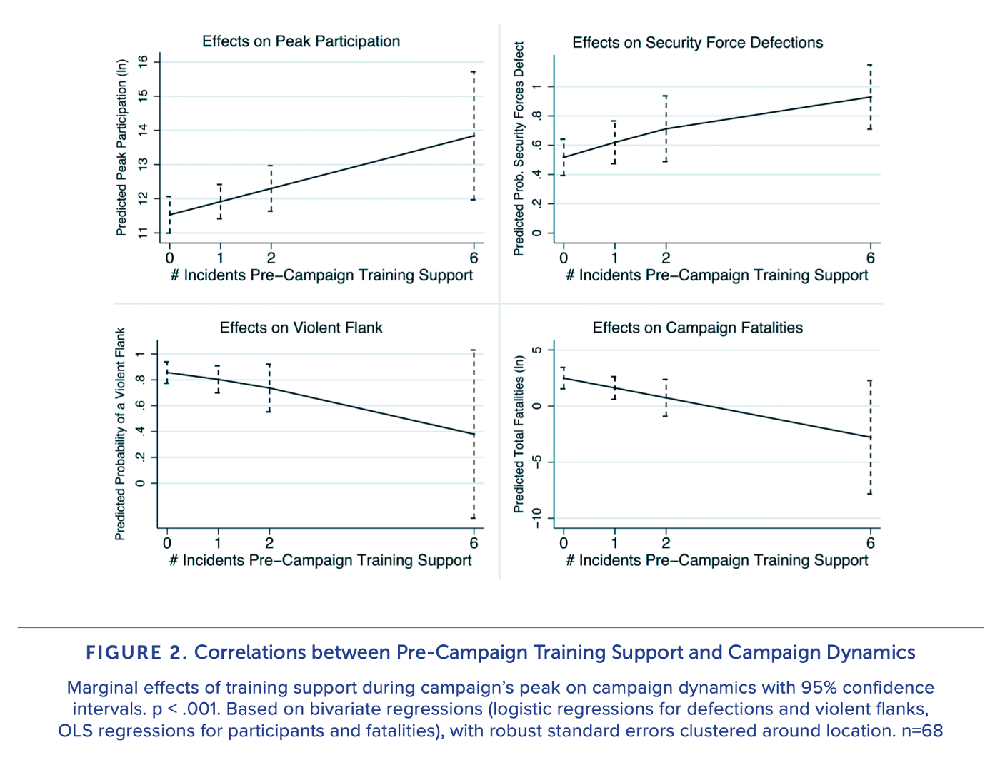 Effects on Peak Participation
Predicted Peak Participation (ln)
16
15
14
13
12
11
0 1 2 6
# Incidents Pre–Campaign Training Support
Effects on Security Force Defections
Predicted Prob. Security Forces Defect
1
.8
.6
.4
.2
0
0 1 2 6
# Incidents Pre–Campaign Training Support
Effects on Violent Flank
Predicted Probability of a Violent Flank
1
.8
.6
.4
.2
0
0 1 2 6
# Incidents Pre–Campaign Training Support
Effects on Campaign Fatalities
Predicted Total Fatalities (ln)
5
0
−5
−10
0 1 2 6
# Incidents Pre–Campaign Training Support
FIGURE 2. Correlations between Pre-Campaign Training Support and Campaign Dynamics
Marginal effects of training support during campaign’s peak on campaign dynamics with 95% confidence
intervals. p < .001. Based on bivariate regressions (logistic regressions for defections and violent flanks,
OLS regressions for participants and fatalities), with robust standard errors clustered around location. n=68